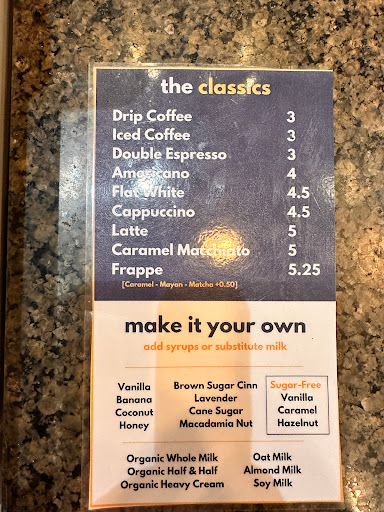 the classics
Drip Coffee 3
Iced Coffee 3
Double Espresso 3
Americano 4
Flat White 4.5
Cappuccino 4.5
Latte 5
Caramel Macchiato 5
Frappe 5.25
[Caramel - Mayan - Matcha +0.50]
make it your own
add syrups or substitute milk
Vanilla
Banana
Coconut
Honey
Brown Sugar Cinn
Lavender
Cane Sugar
Macadamia Nut
Sugar-Free
Vanilla
Caramel
Hazelnut
Organic Whole Milk
Organic Half & Half
Organic Heavy Cream
Oat Milk
Almond Milk
Soy Milk